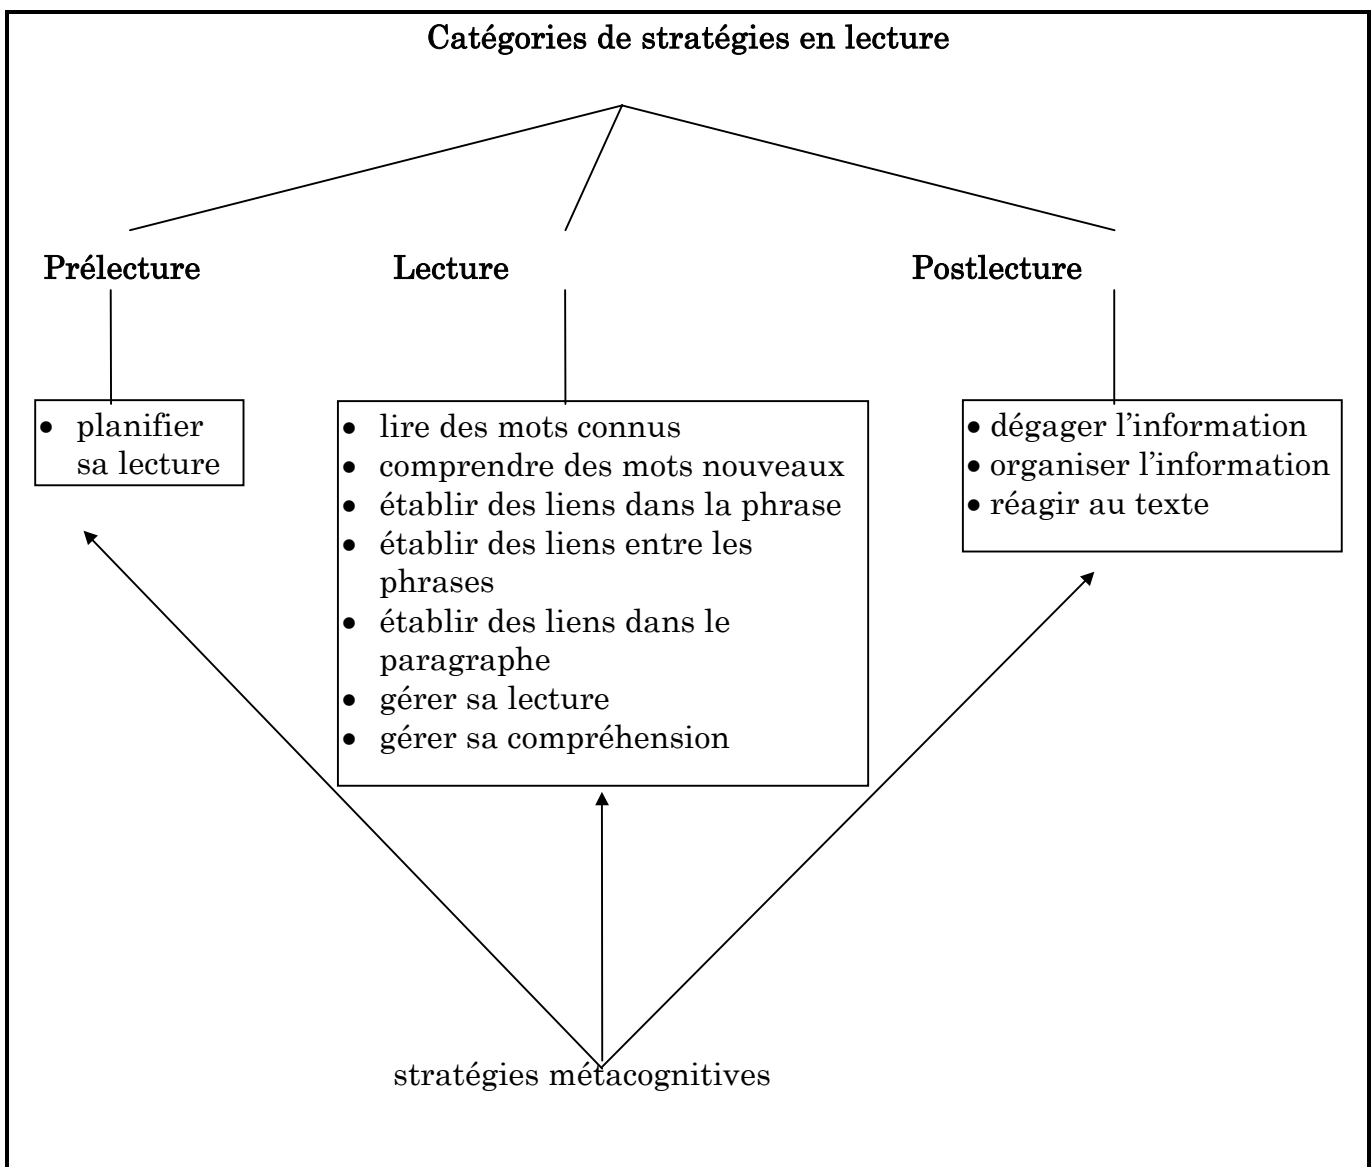 Catégories de stratégies en lecture
Prélecture
Lecture
Postlecture
• planifier
sa lecture
• lire des mots connus
• comprendre des mots nouveaux
• établir des liens dans la phrase
• établir des liens entre les
phrases
• établir des liens dans le
paragraphe
• gérer sa lecture
• gérer sa compréhension
• dégager l’information
• organiser l’information
• réagir au texte
stratégies métacognitives